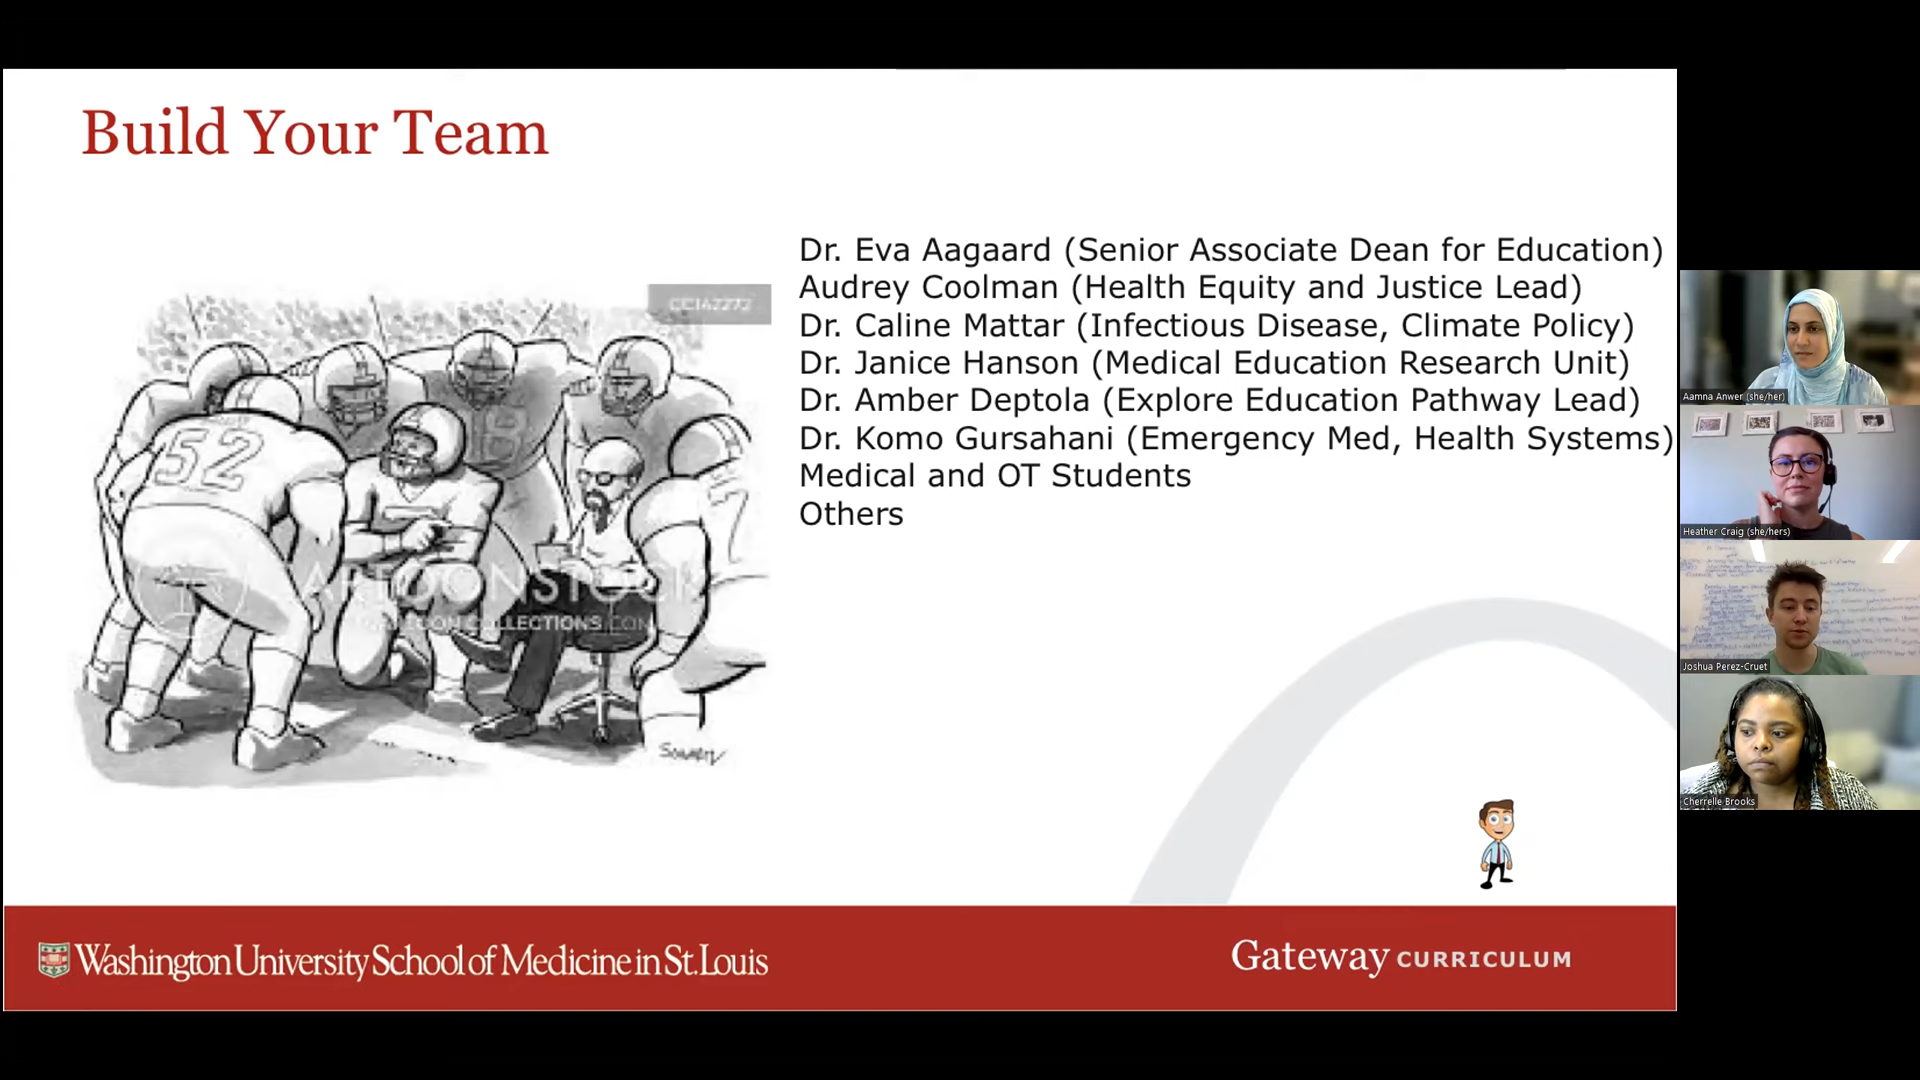 Build Your Team
CC142272
52
ARTOONSTOCK
CARTOON COLLECTIONS.COM
Dr. Eva Aagaard (Senior Associate Dean for Education)
Audrey Coolman (Health Equity and Justice Lead)
Dr. Caline Mattar (Infectious Disease, Climate Policy)
Dr. Janice Hanson (Medical Education Research Unit)
Dr. Amber Deptola (Explore Education Pathway Lead)
Dr. Komo Gursahani (Emergency Med, Health Systems)
Medical and OT Students
Others
Washington University School of Medicine in St. Louis
Gateway CURRICULUM
Aamna Anwer (she/her)
Heather Craig (she/hers)
Joshua Perez-Cruet
Cherrelle Brooks